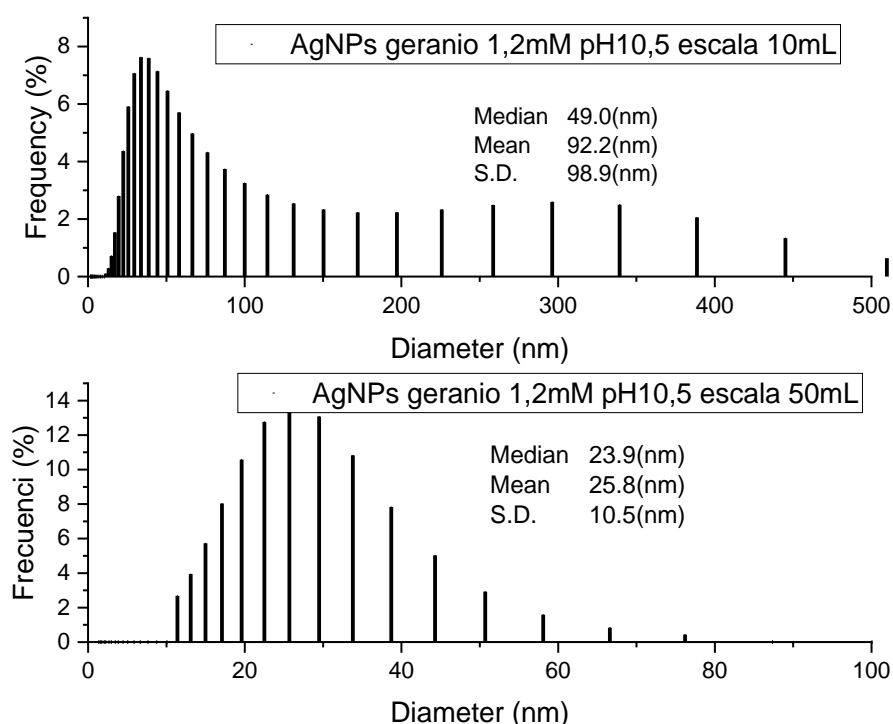 AgNPs geranio 1,2mM pH10,5 escala 10mL
Frequency (%)
8
6
4
2
0
Median 49.0(nm)
Mean 92.2(nm)
S.D. 98.9(nm)
0 100 200 300 400 500
Diameter (nm)
AgNPs geranio 1,2mM pH10,5 escala 50mL
Frecuenci (%)
14
12
10
8
6
4
2
0
Median 23.9(nm)
Mean 25.8(nm)
S.D. 10.5(nm)
0 20 40 60 80 100
Diameter (nm)